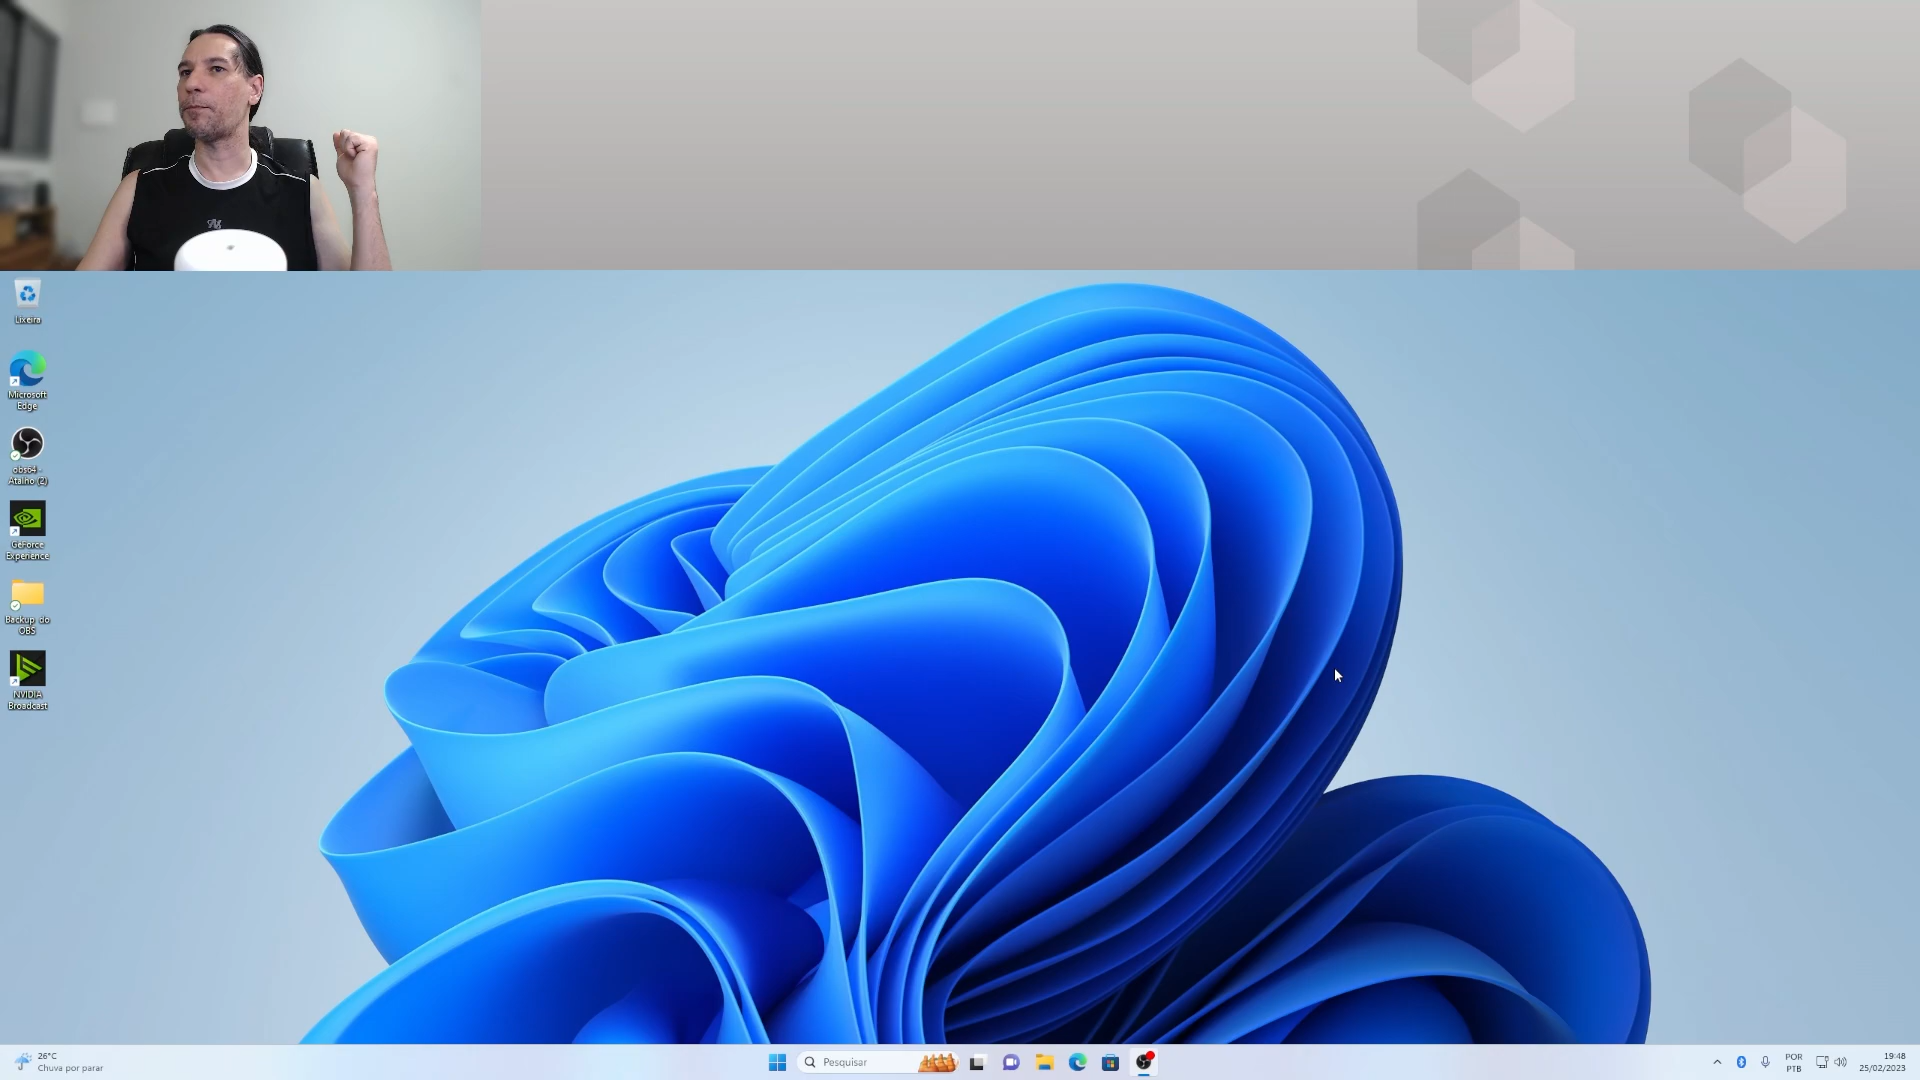 Lixeira
Microsoft
Edge
obs64 -
Atalho (2)
GeForce
Experience
Backup do
OBS
NVIDIA
Broadcast
26°C
Chuva por parar
Pesquisar
POR
PTB
19:48
25/02/2023